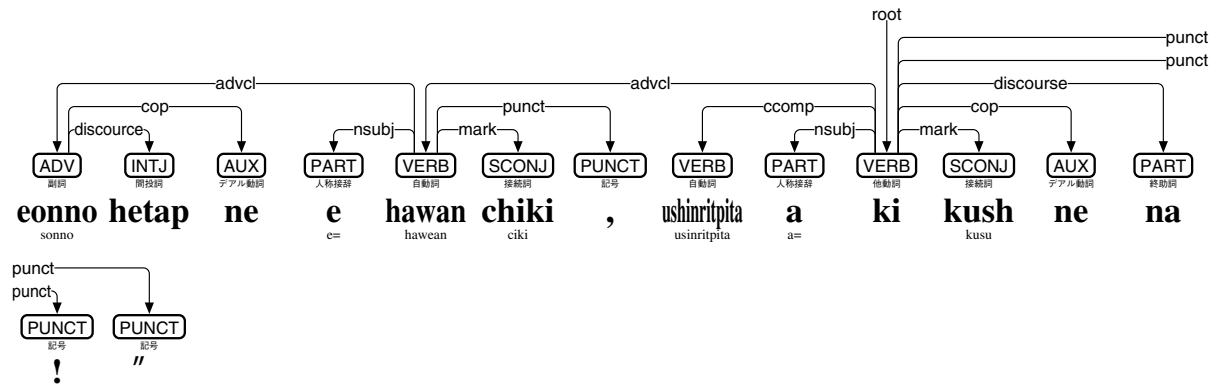 root
punct
punct
advcl advcl discourse
cop punct ccomp cop
discource nsubj mark nsubj mark
ADV INTJ AUX PART VERB SCONJ PUNCT VERB PART VERB SCONJ AUX PART
副詞 間投詞 デアル動詞 人称接辞 自動詞 接続詞 記号 自動詞 人称接辞 他動詞 接続詞 デアル動詞 終助詞
eonno hetap ne e hawan chiki , ushinritpita a ki kush ne na
sonno e= hawean ciki usinritpita a= kusu
punct
punct
PUNCT PUNCT
記号 記号
! "